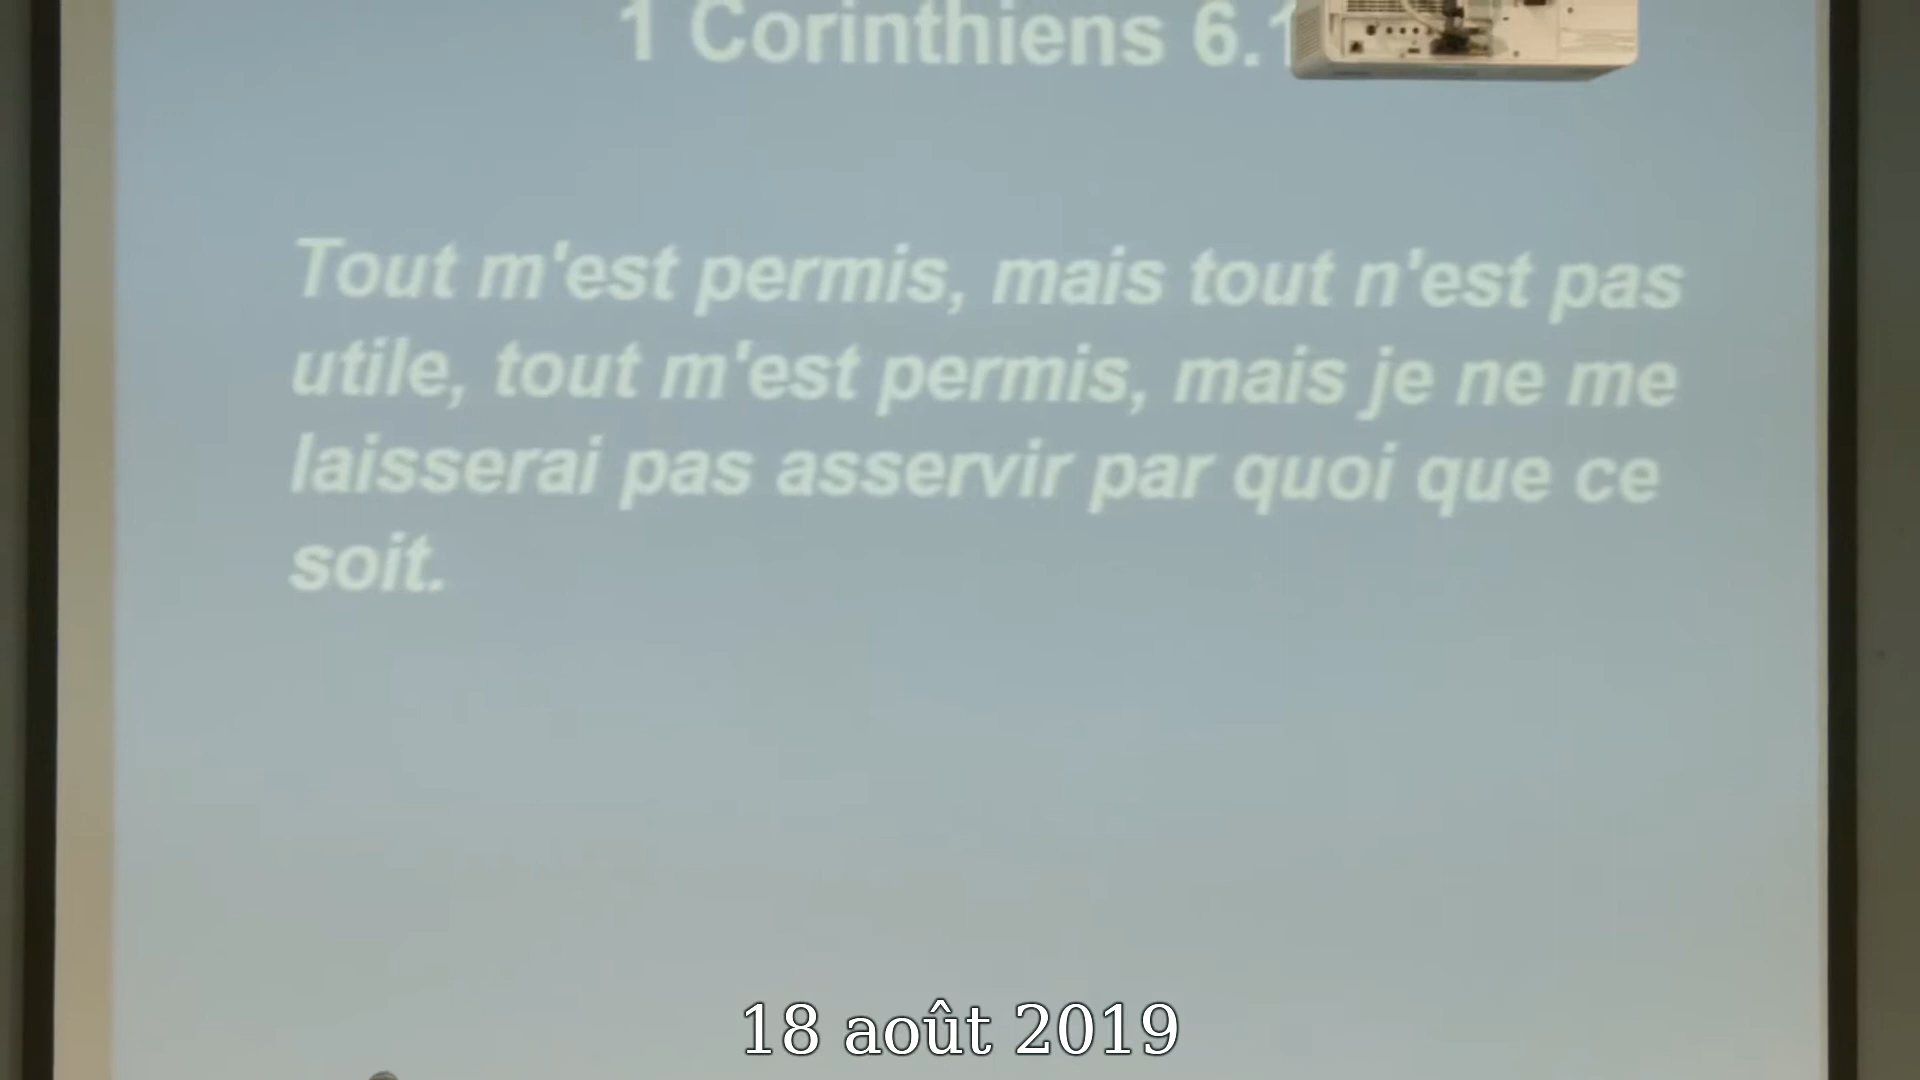 1 Corinthiens 6.1
Tout m'est permis, mais tout n'est pas
utile, tout m'est permis, mais je ne me
laisserai pas asservir par quoi que ce
soit.
18 août 2019